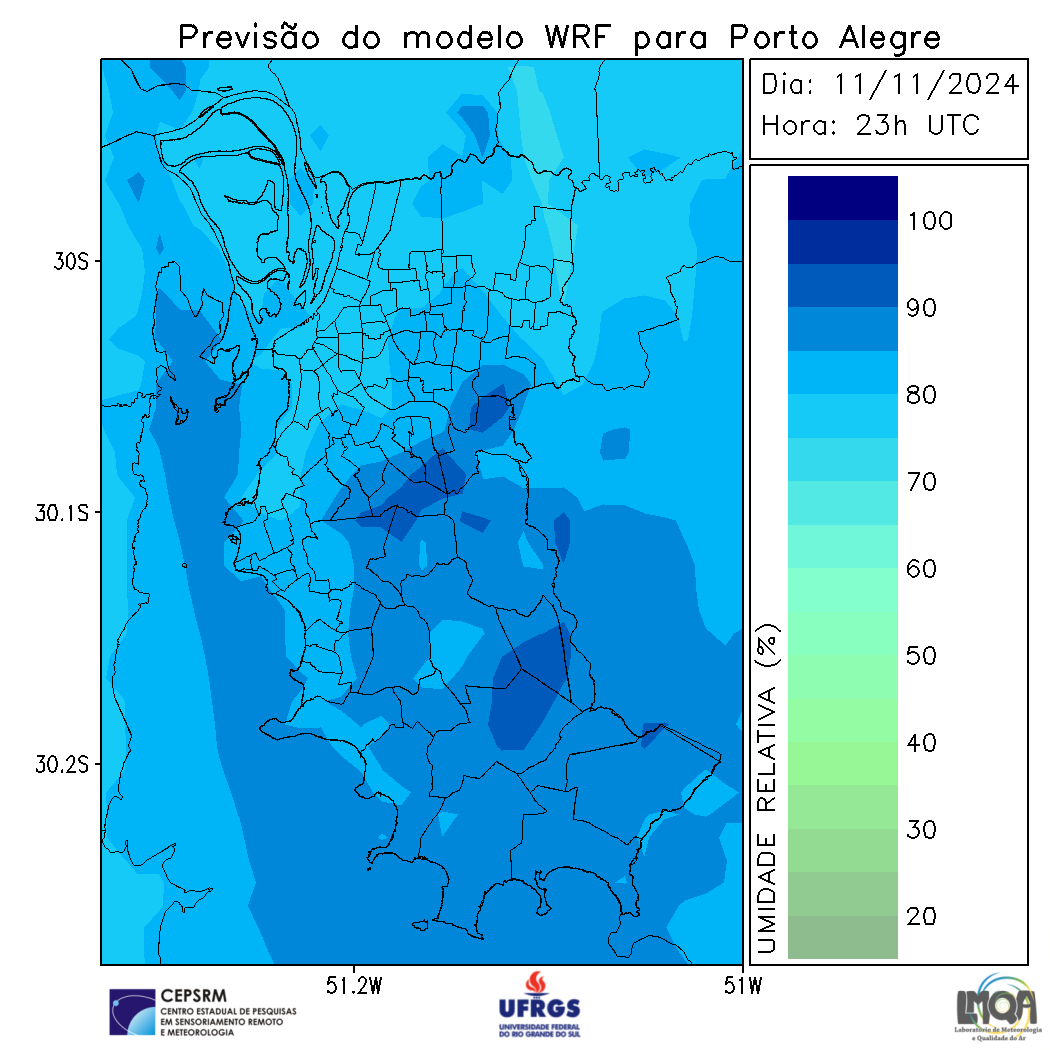 Previsão do modelo WRF para Porto Alegre
Dia: 11/11/2024
Hora: 23h UTC
100
90
80
70
60
50
40
30
20
UMIDADE RELATIVA (%)
30S
30.1S
30.2S
51.2W
51W
CEPSRM
CENTRO ESTADUAL DE PESQUISAS
EM SENSORIAMENTO REMOTO
E METEOROLOGIA
UFRGS
UNIVERSIDADE FEDERAL
DO RIO GRANDE DO SUL
LMQA
Laboratório de Meteorologia
e Qualidade do Ar